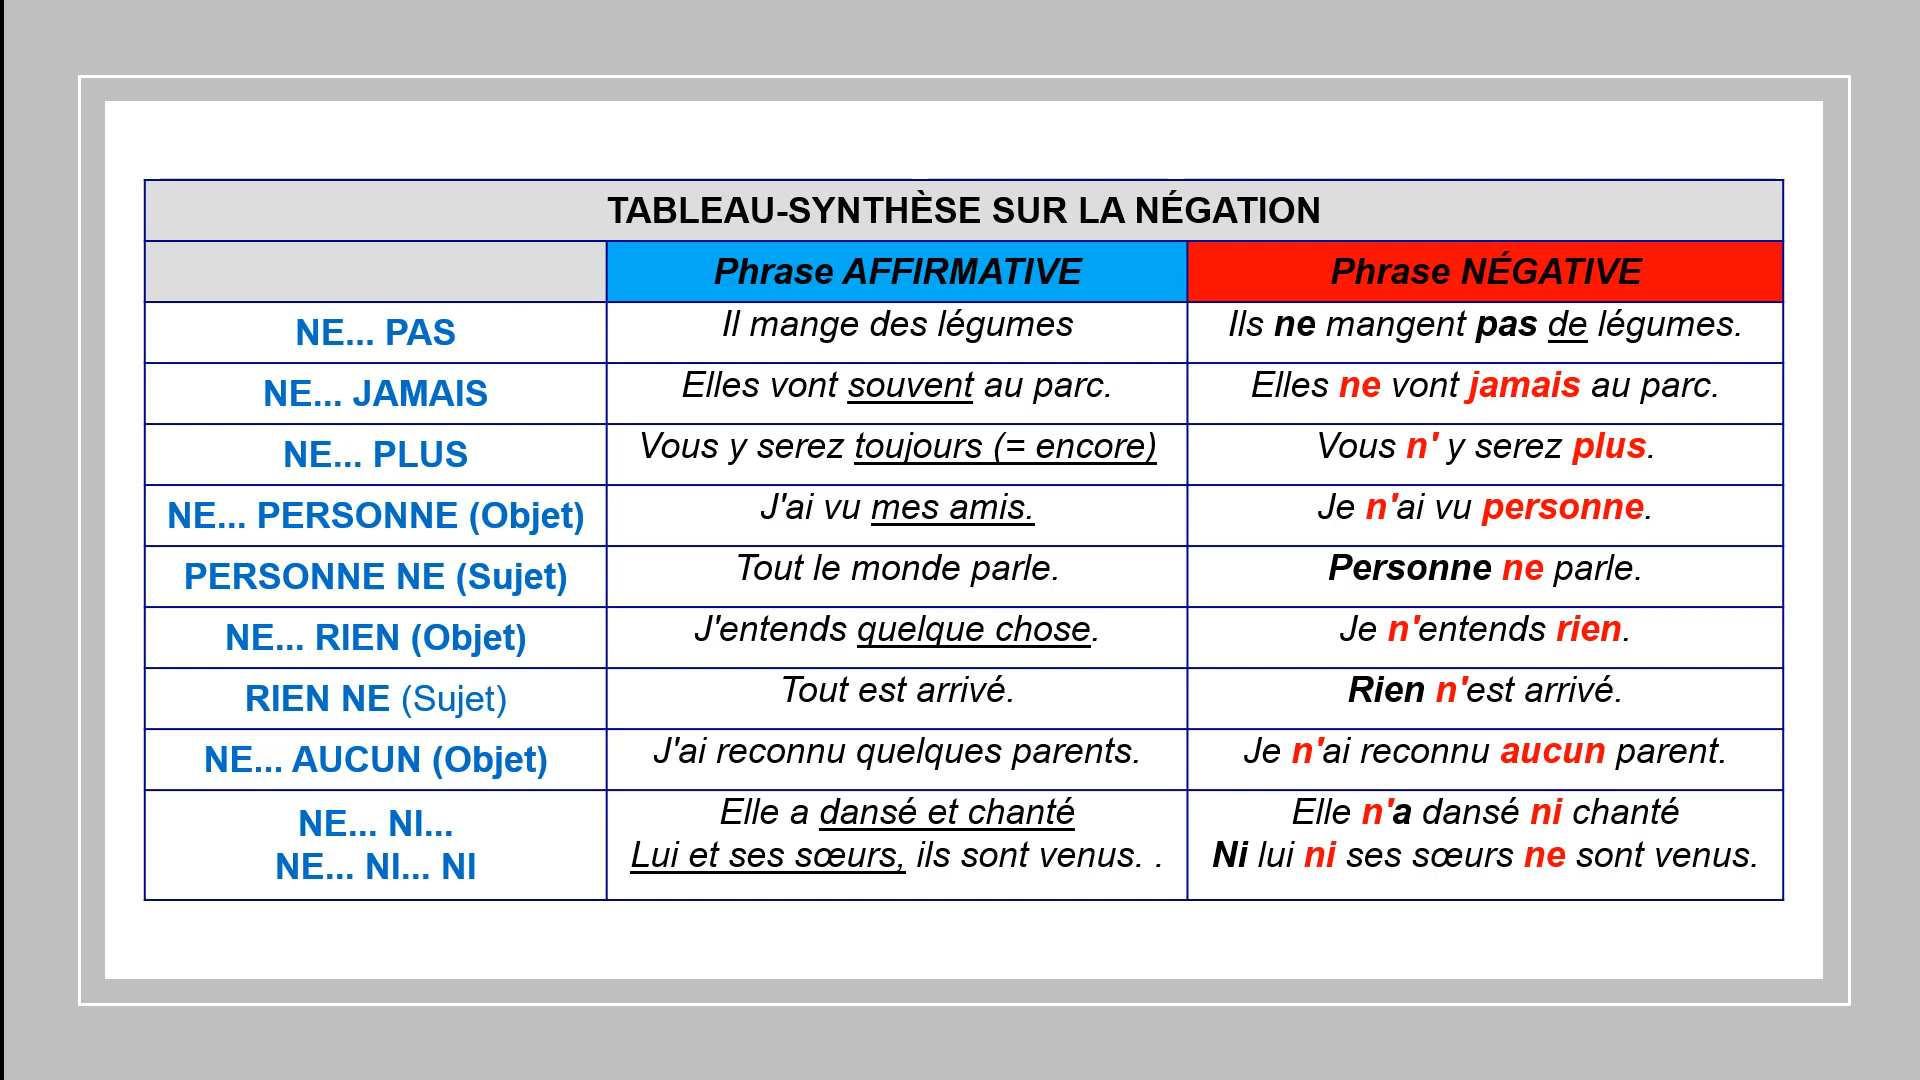 TABLEAU-SYNTHÈSE SUR LA NÉGATION
Phrase AFFIRMATIVE
Phrase NÉGATIVE
NE... PAS
Il mange des légumes
Ils ne mangent pas de légumes.
NE... JAMAIS
Elles vont souvent au parc.
Elles ne vont jamais au parc.
NE... PLUS
Vous y serez toujours (= encore)
Vous n' y serez plus.
NE... PERSONNE (Objet)
J'ai vu mes amis.
Je n'ai vu personne.
PERSONNE NE (Sujet)
Tout le monde parle.
Personne ne parle.
NE... RIEN (Objet)
J'entends quelque chose.
Je n'entends rien.
RIEN NE (Sujet)
Tout est arrivé.
Rien n'est arrivé.
NE... AUCUN (Objet)
J'ai reconnu quelques parents.
Je n'ai reconnu aucun parent.
NE... NI...
NE... NI... NI
Elle a dansé et chanté
Lui et ses sœurs, ils sont venus. .
Elle n'a dansé ni chanté
Ni lui ni ses sœurs ne sont venus.